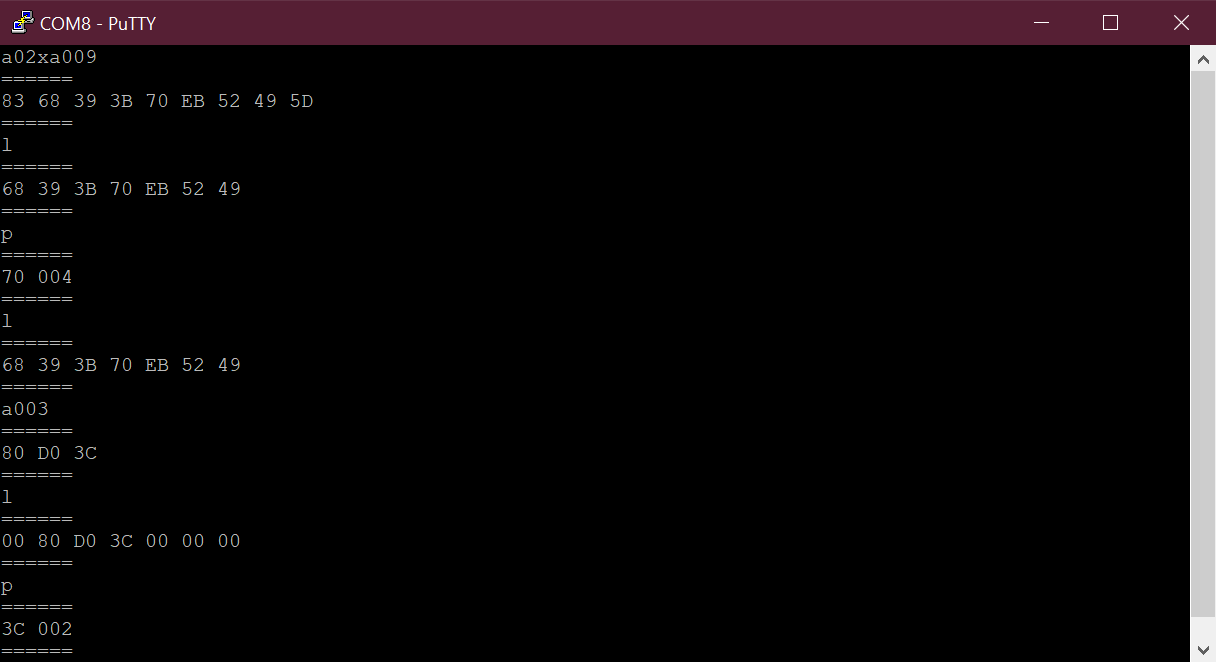 COM8 - PuTTY
a02xa009
======
83 68 39 3B 70 EB 52 49 5D
======
l
======
68 39 3B 70 EB 52 49
======
p
======
70 004
======
l
======
68 39 3B 70 EB 52 49
======
a003
======
80 D0 3C
======
l
======
00 80 D0 3C 00 00 00
======
p
======
3C 002
======